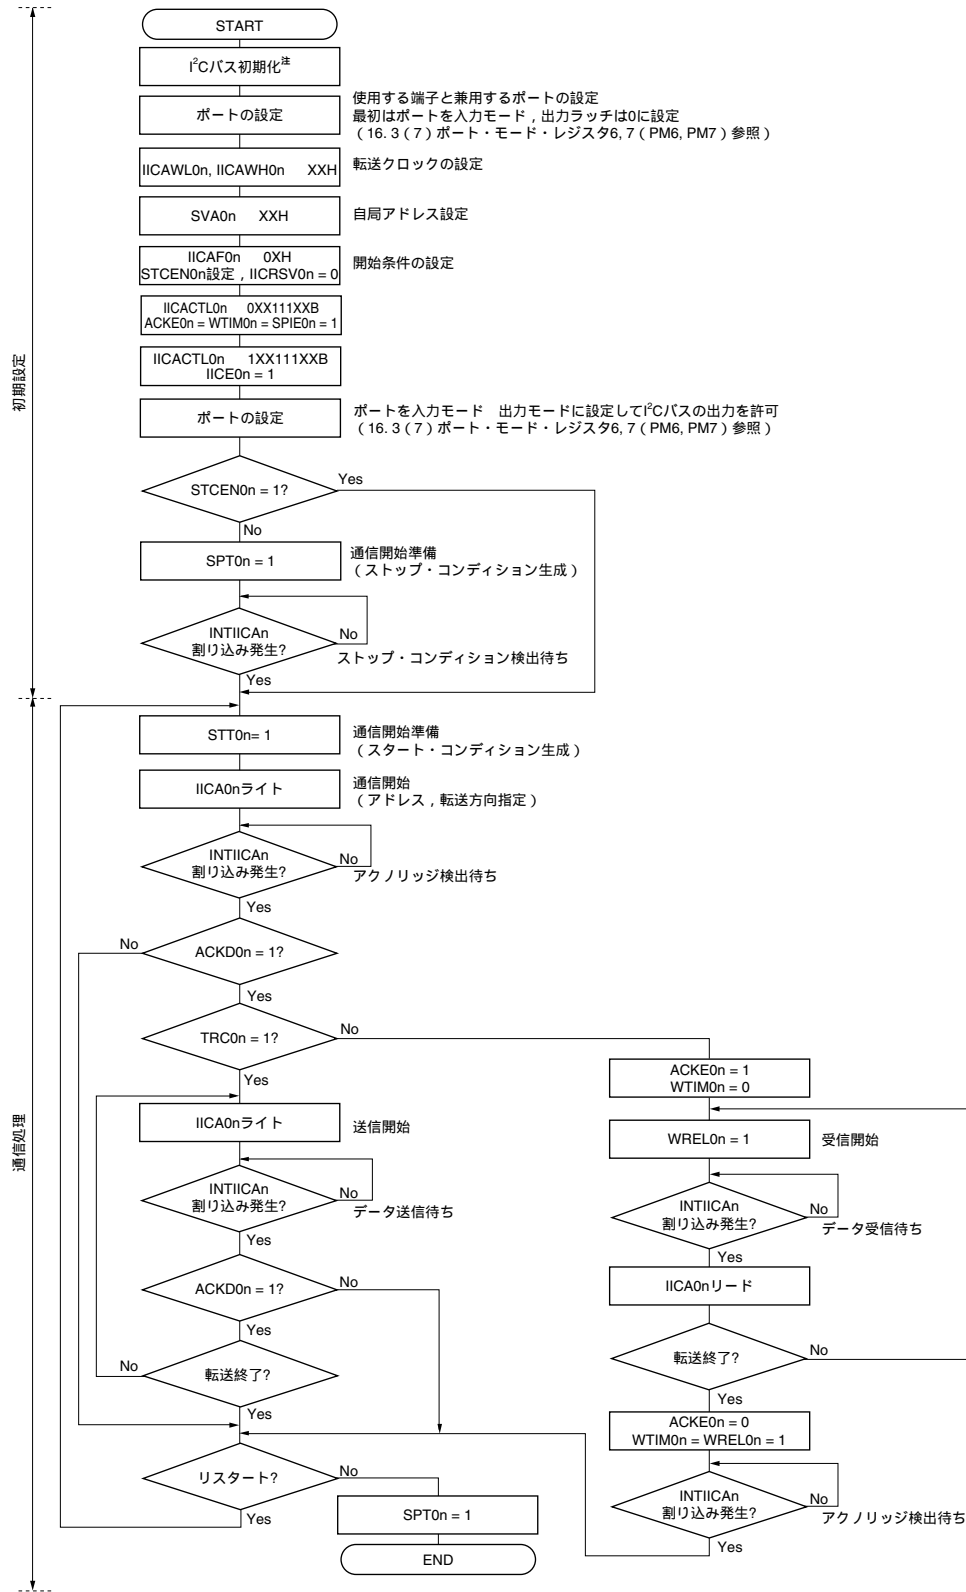 START
I²Cバス初期化注
ポートの設定
使用する端子と兼用するポートの設定
最初はポートを入力モード，出力ラッチは0に設定
（16. 3（7）ポート・モード・レジスタ6, 7（PM6, PM7）参照）
IICAWL0n, IICAWH0n XXH
転送クロックの設定
SVA0n XXH
自局アドレス設定
IICAF0n 0XH
STCEN0n設定，IICRSV0n = 0
開始条件の設定
IICACTL0n 0XX111XXB
ACKE0n = WTIM0n = SPIE0n = 1
IICACTL0n 1XX111XXB
IICE0n = 1
初期設定
ポートの設定
ポートを入力モード 出力モードに設定してI²Cバスの出力を許可
（16. 3（7）ポート・モード・レジスタ6, 7（PM6, PM7）参照）
STCEN0n = 1?
Yes
No
SPT0n = 1
通信開始準備
（ストップ・コンディション生成）
INTIICAn
割り込み発生?
No
ストップ・コンディション検出待ち
Yes
STT0n= 1
通信開始準備
（スタート・コンディション生成）
IICA0nライト
通信開始
（アドレス，転送方向指定）
INTIICAn
割り込み発生?
No
アクノリッジ検出待ち
Yes
No
ACKD0n = 1?
Yes
TRC0n = 1?
No
Yes
ACKE0n = 1
WTIM0n = 0
通信処理
IICA0nライト
送信開始
WREL0n = 1
受信開始
INTIICAn
割り込み発生?
No
データ送信待ち
Yes
INTIICAn
割り込み発生?
No
データ受信待ち
Yes
ACKD0n = 1?
No
Yes
IICA0nリード
No
転送終了?
Yes
転送終了?
No
Yes
ACKE0n = 0
WTIM0n = WREL0n = 1
リスタート?
No
Yes
SPT0n = 1
END
INTIICAn
割り込み発生?
No
アクノリッジ検出待ち
Yes